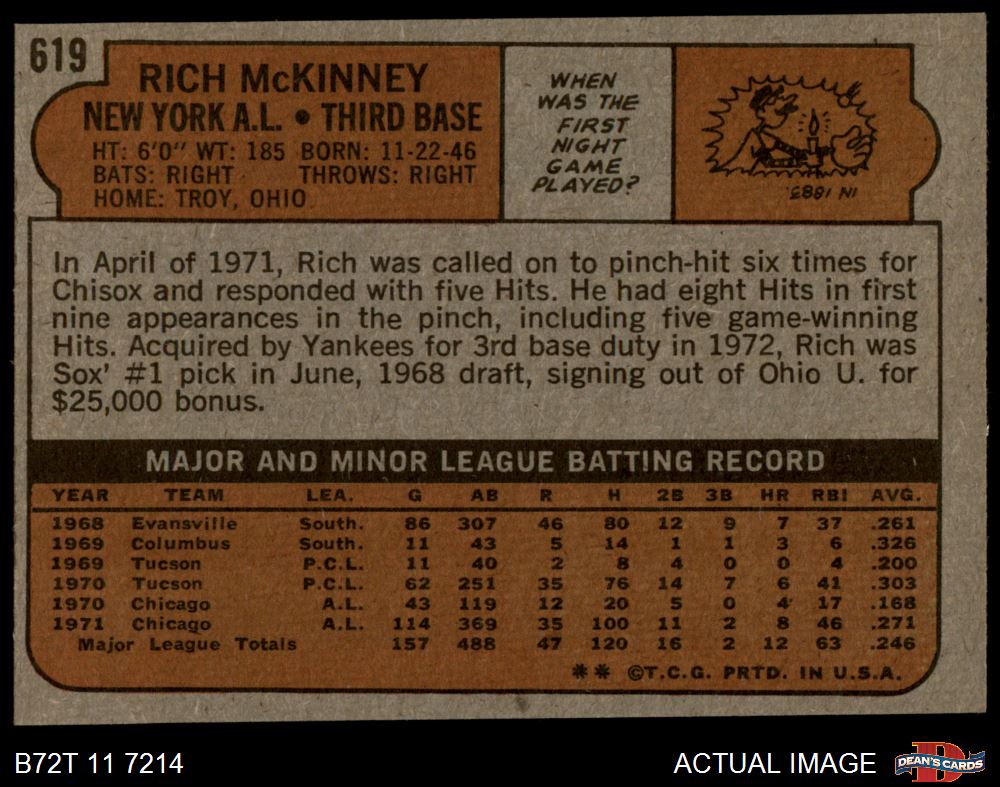 619
RICH McKINNEY
NEW YORK A.L. • THIRD BASE
HT: 6'0" WT: 185 BORN: 11-22-46
BATS: RIGHT THROWS: RIGHT
HOME: TROY, OHIO
WHEN
WAS THE
FIRST
NIGHT
GAME
PLAYED?
IN 1883.
In April of 1971, Rich was called on to pinch-hit six times for
Chisox and responded with five Hits. He had eight Hits in first
nine appearances in the pinch, including five game-winning
Hits. Acquired by Yankees for 3rd base duty in 1972, Rich was
Sox' #1 pick in June, 1968 draft, signing out of Ohio U. for
$25,000 bonus.
MAJOR AND MINOR LEAGUE BATTING RECORD
YEAR TEAM LEA. G AB R H 2B 3B HR RBI AVG.
1968 Evansville South. 86 307 46 80 12 9 7 37 .261
1969 Columbus South. 11 43 5 14 1 1 3 6 .326
1969 Tucson P.C.L. 11 40 2 8 4 0 0 4 .200
1970 Tucson P.C.L. 62 251 35 76 14 7 6 41 .303
1970 Chicago A.L. 43 119 12 20 5 0 4 17 .168
1971 Chicago A.L. 114 369 35 100 11 2 8 46 .271
Major League Totals 157 488 47 120 16 2 12 63 .246
** ©T.C.G. PRTD. IN U.S.A.
B72T 11 7214
ACTUAL IMAGE
D
DEAN'S CARDS